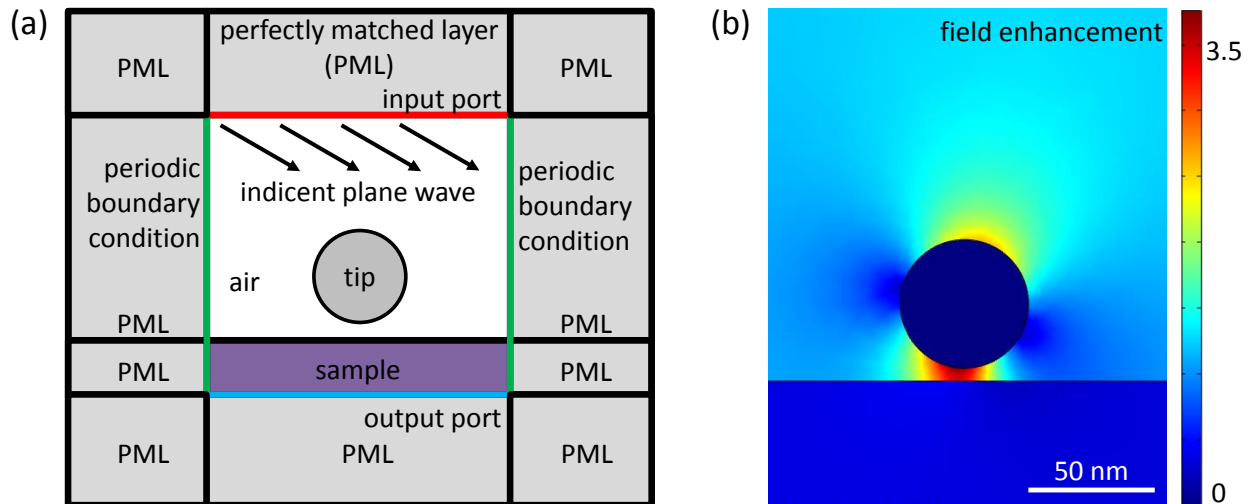 (a)
PML
perfectly matched layer
(PML)
PML
input port
periodic
boundary
condition
indicent plane wave
periodic
boundary
condition
air
tip
PML
PML
PML
sample
PML
output port
PML
PML
PML
(b)
field enhancement
3.5
50 nm
0